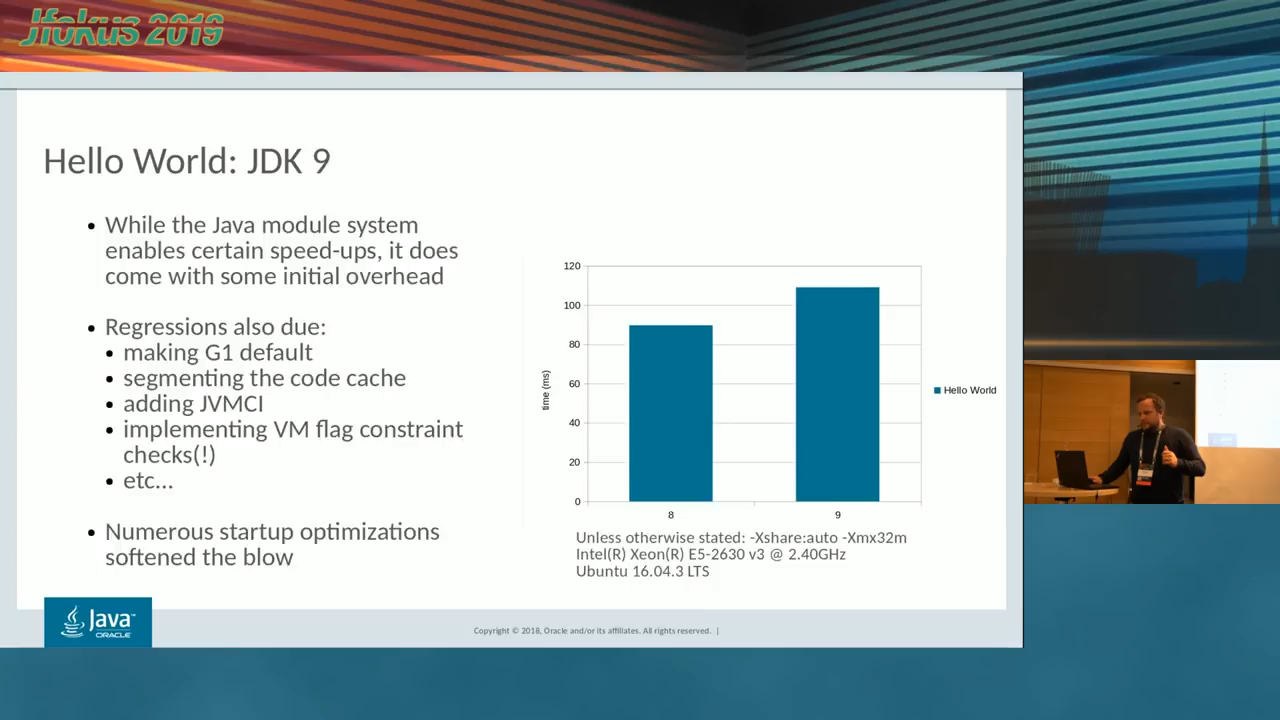 Jfokus 2019
Hello World: JDK 9
• While the Java module system
enables certain speed-ups, it does
come with some initial overhead
• Regressions also due:
• making G1 default
• segmenting the code cache
• adding JVMCI
• implementing VM flag constraint
checks(!)
• etc...
• Numerous startup optimizations
softened the blow
120
100
80
60
40
20
0
time (ms)
8
9
Hello World
Unless otherwise stated: -Xshare:auto -Xmx32m
Intel(R) Xeon(R) E5-2630 v3 @ 2.40GHz
Ubuntu 16.04.3 LTS
Java™
ORACLE
Copyright © 2018, Oracle and/or its affiliates. All rights reserved. |